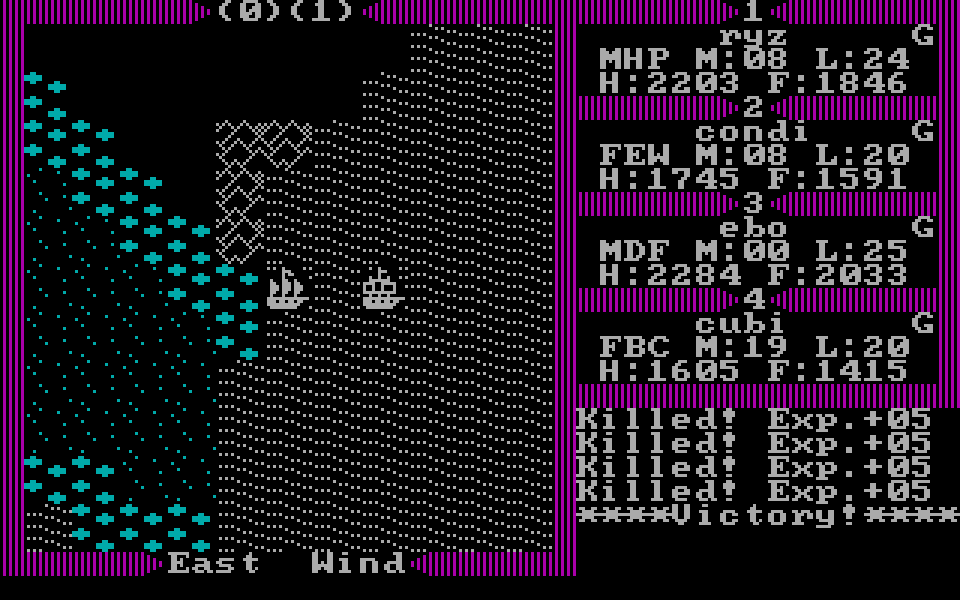 (0)(1)
1
ryz G
MHP M:08 L:24
H:2203 F:1846
2
condi G
FEW M:08 L:20
H:1745 F:1591
3
ebo G
MDF M:00 L:25
H:2284 F:2033
4
cubi G
FBC M:19 L:20
H:1605 F:1415
Killed! Exp.+05
Killed! Exp.+05
Killed! Exp.+05
Killed! Exp.+05
****Victory!****
East Wind